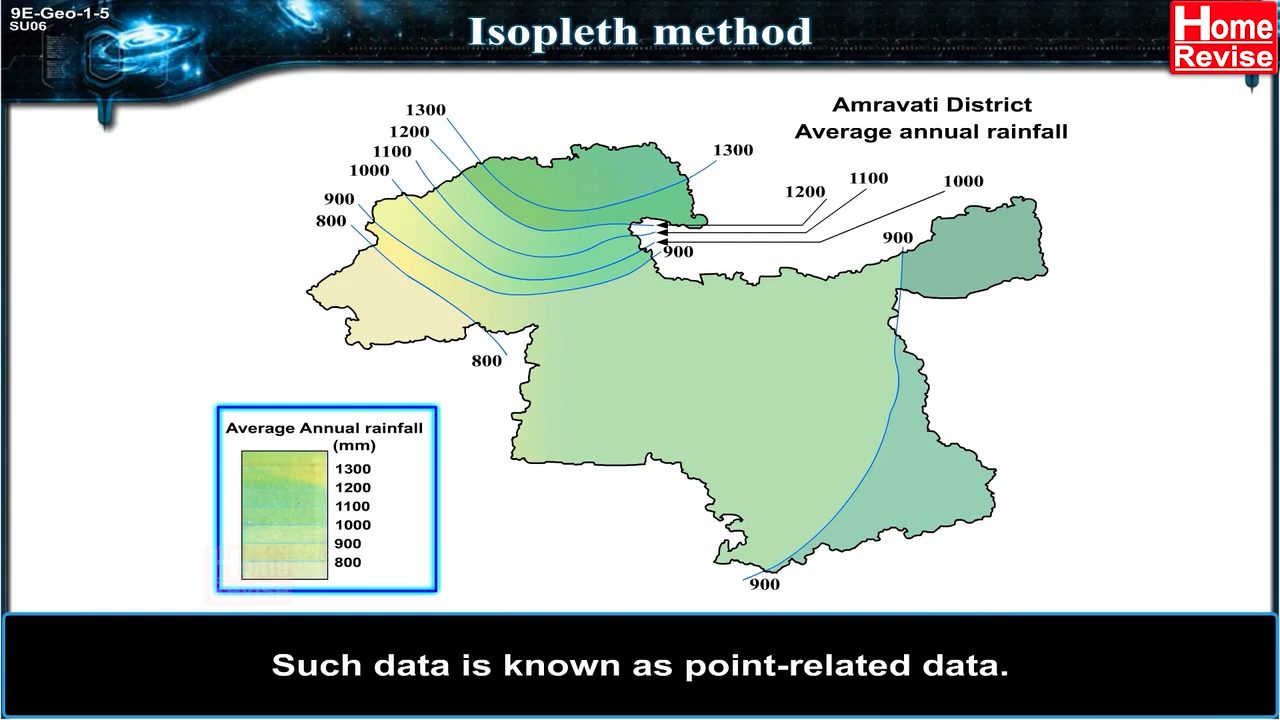 9E-Geo-1-5
SU06
Isopleth method
Home
Revise
Amravati District
Average annual rainfall
1300
1200
1100
1000
900
800
1300
1200
1100
1000
900
900
800
900
Average Annual rainfall
(mm)
1300
1200
1100
1000
900
800
Home
Revise
Such data is known as point-related data.